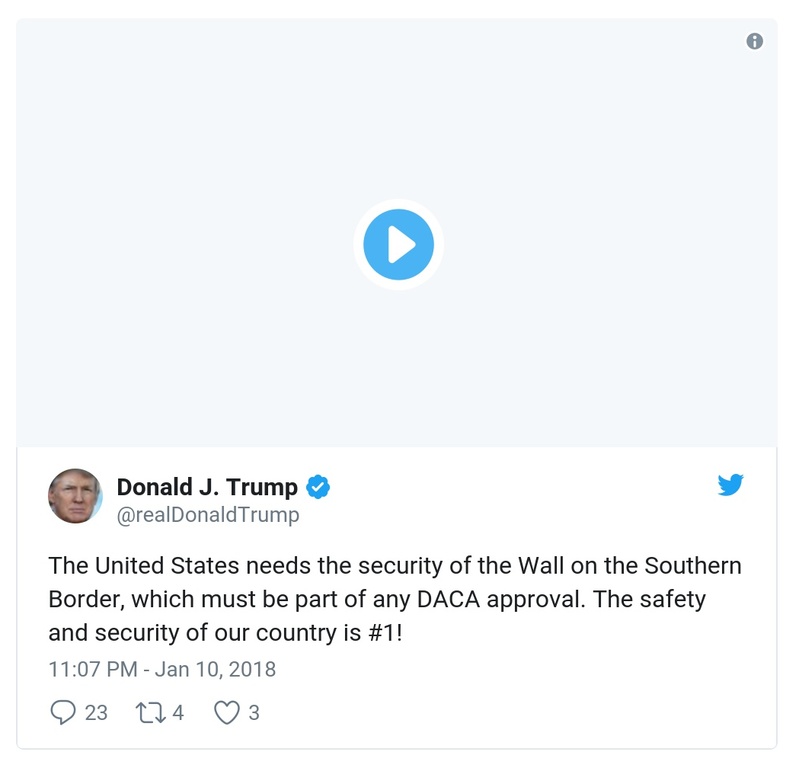 Donald J. Trump
@realDonaldTrump
The United States needs the security of the Wall on the Southern
Border, which must be part of any DACA approval. The safety
and security of our country is #1!
11:07 PM - Jan 10, 2018
23 4 3